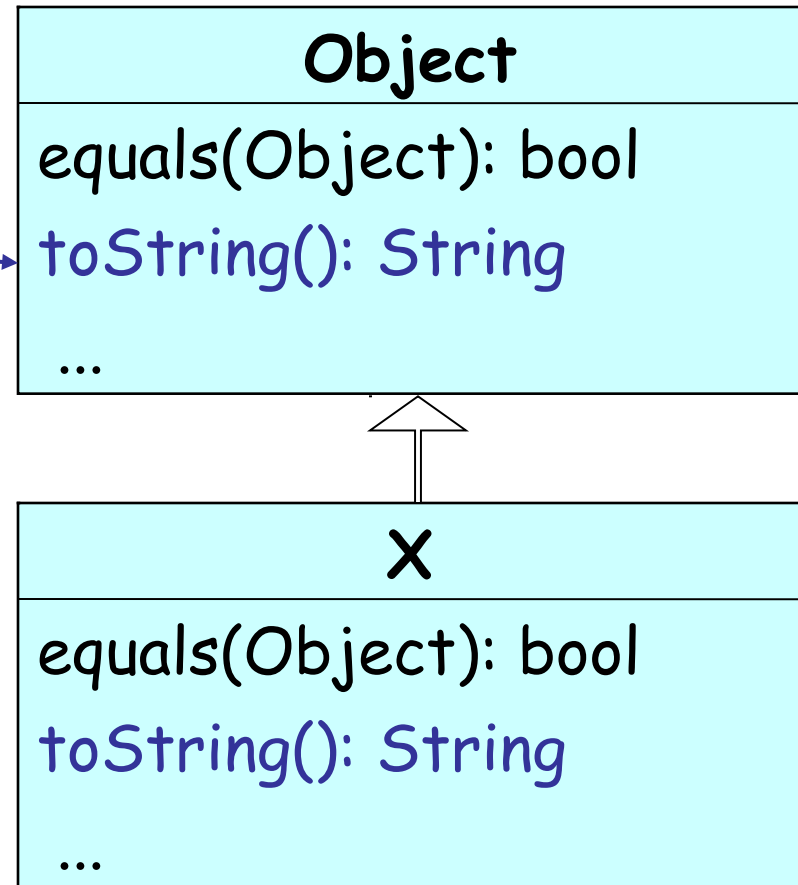 Object
equals(Object): bool
toString(): String
...
X
equals(Object): bool
toString(): String
...